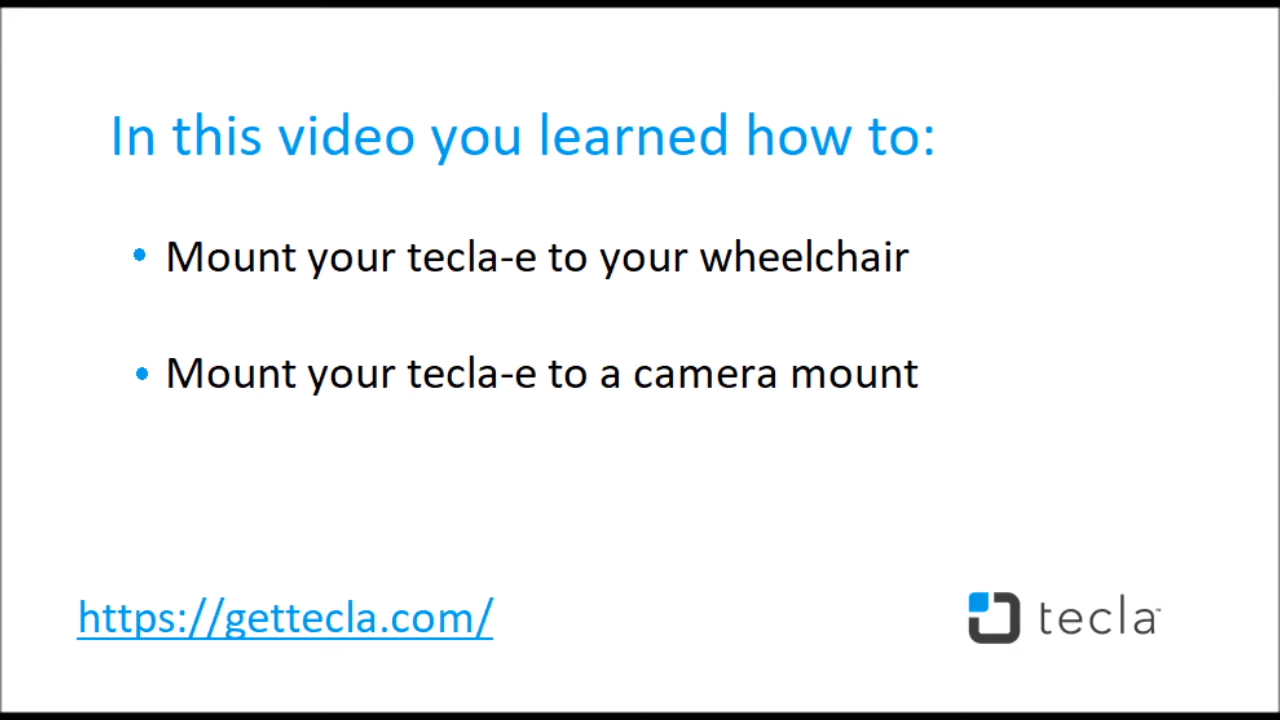 In this video you learned how to:
• Mount your tecla-e to your wheelchair
• Mount your tecla-e to a camera mount
https://gettecla.com/
tecla™